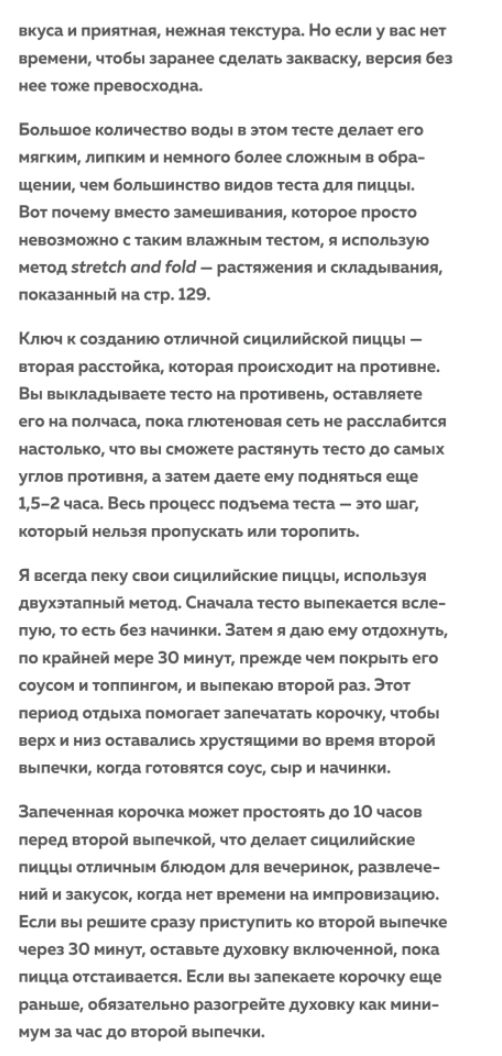 вкуса и приятная, нежная текстура. Но если у вас нет
времени, чтобы заранее сделать закваску, версия без
нее тоже превосходна.
Большое количество воды в этом тесте делает его
мягким, липким и немного более сложным в обра-
щении, чем большинство видов теста для пиццы.
Вот почему вместо замешивания, которое просто
невозможно с таким влажным тестом, я использую
метод stretch and fold — растяжения и складывания,
показанный на стр. 129.
Ключ к созданию отличной сицилийской пиццы —
вторая расстойка, которая происходит на противне.
Вы выкладываете тесто на противень, оставляете
его на полчаса, пока глютеновая сеть не расслабится
настолько, что вы сможете растянуть тесто до самых
углов противня, а затем даете ему подняться еще
1,5–2 часа. Весь процесс подъема теста — это шаг,
который нельзя пропускать или торопить.
Я всегда пеку свои сицилийские пиццы, используя
двухэтапный метод. Сначала тесто выпекается всле-
пую, то есть без начинки. Затем я даю ему отдохнуть,
по крайней мере 30 минут, прежде чем покрыть его
соусом и топпингом, и выпекаю второй раз. Этот
период отдыха помогает запечатать корочку, чтобы
верх и низ оставались хрустящими во время второй
выпечки, когда готовятся соус, сыр и начинки.
Запеченная корочка может простоять до 10 часов
перед второй выпечкой, что делает сицилийские
пиццы отличным блюдом для вечеринок, развлече-
ний и закусок, когда нет времени на импровизацию.
Если вы решите сразу приступить ко второй выпечке
через 30 минут, оставьте духовку включенной, пока
пицца отстаивается. Если вы запекаете корочку еще
раньше, обязательно разогрейте духовку как мини-
мум за час до второй выпечки.